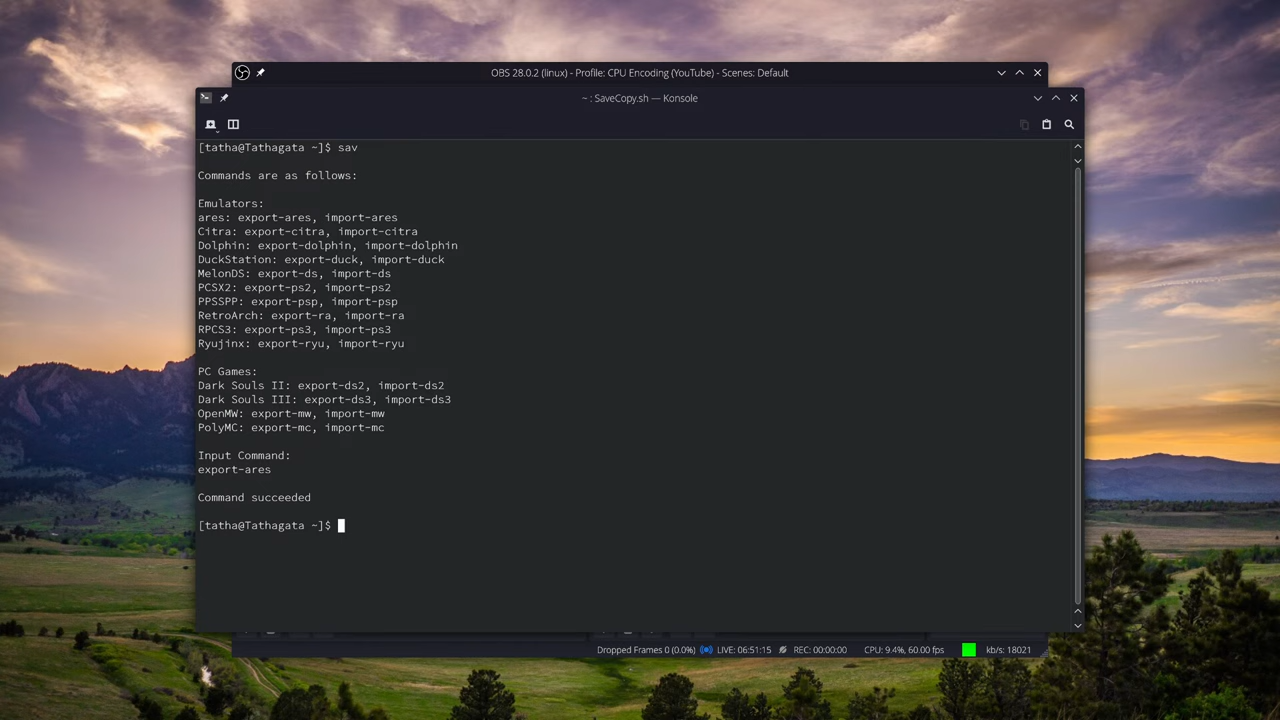 OBS 28.0.2 (linux) - Profile: CPU Encoding (YouTube) - Scenes: Default
~ : SaveCopy.sh — Konsole
[tatha@Tathagata ~]$ sav
Commands are as follows:
Emulators:
ares: export-ares, import-ares
Citra: export-citra, import-citra
Dolphin: export-dolphin, import-dolphin
DuckStation: export-duck, import-duck
MelonDS: export-ds, import-ds
PCSX2: export-ps2, import-ps2
PPSSPP: export-psp, import-psp
RetroArch: export-ra, import-ra
RPCS3: export-ps3, import-ps3
Ryujinx: export-ryu, import-ryu
PC Games:
Dark Souls II: export-ds2, import-ds2
Dark Souls III: export-ds3, import-ds3
OpenMW: export-mw, import-mw
PolyMC: export-mc, import-mc
Input Command:
export-ares
Command succeeded
[tatha@Tathagata ~]$
Dropped Frames 0 (0.0%) LIVE: 06:51:15 REC: 00:00:00 CPU: 9.4%, 60.00 fps kb/s: 18021